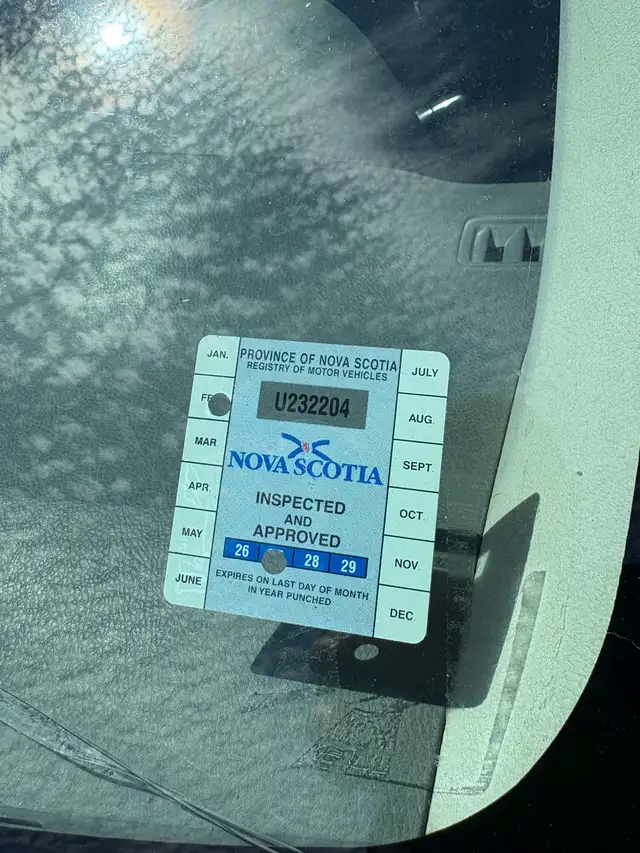 JAN.
MAR.
APR.
MAY
JUNE
PROVINCE OF NOVA SCOTIA
REGISTRY OF MOTOR VEHICLES
U232204
NOVA SCOTIA
INSPECTED
AND
APPROVED
26 28 29
EXPIRES ON LAST DAY OF MONTH
IN YEAR PUNCHED
JULY
AUG.
SEPT.
OCT.
NOV.
DEC.